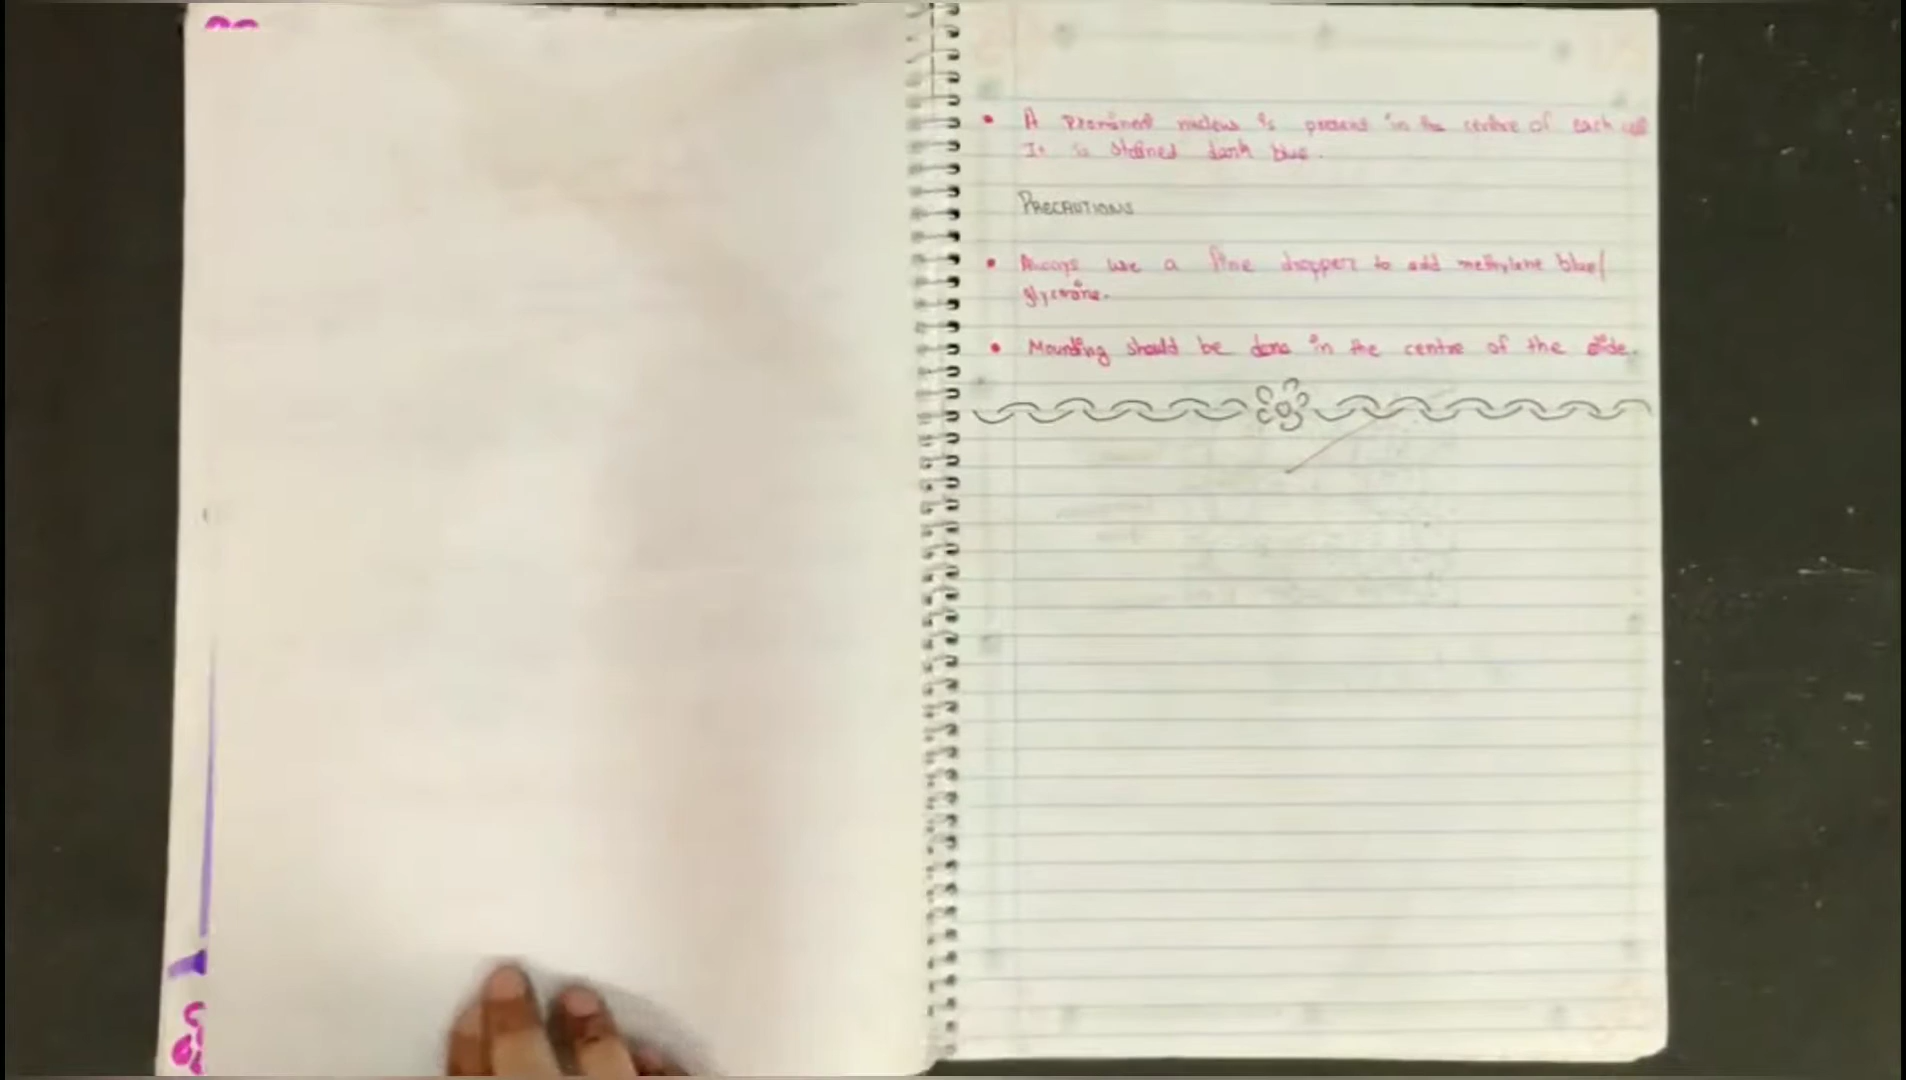 • A prominent nucleus is present in the centre of each cell
It is stained dark blue.
PRECAUTIONS
• Always use a fine dropper to add methylene blue/
glycerine.
• Mounting should be done in the centre of the slide.